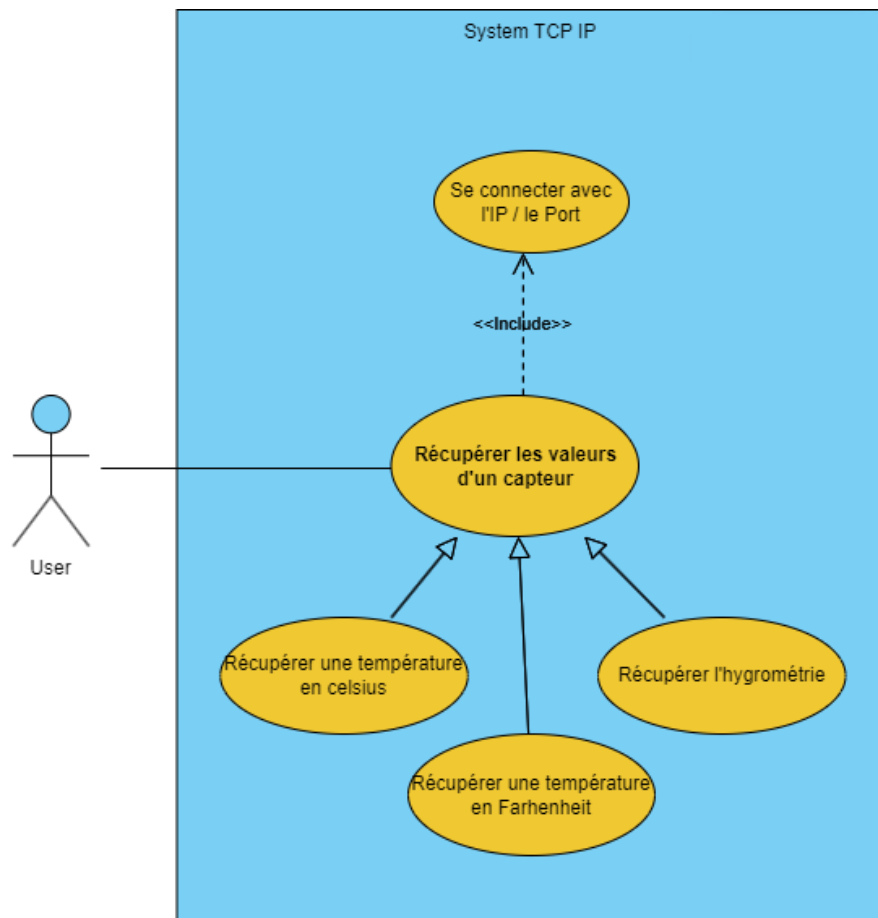 System TCP IP
Se connecter avec
l'IP / le Port
<<Include>>
Récupérer les valeurs
d'un capteur
User
Récupérer une température
en celsius
Récupérer l'hygrométrie
Récupérer une température
en Farhenheit